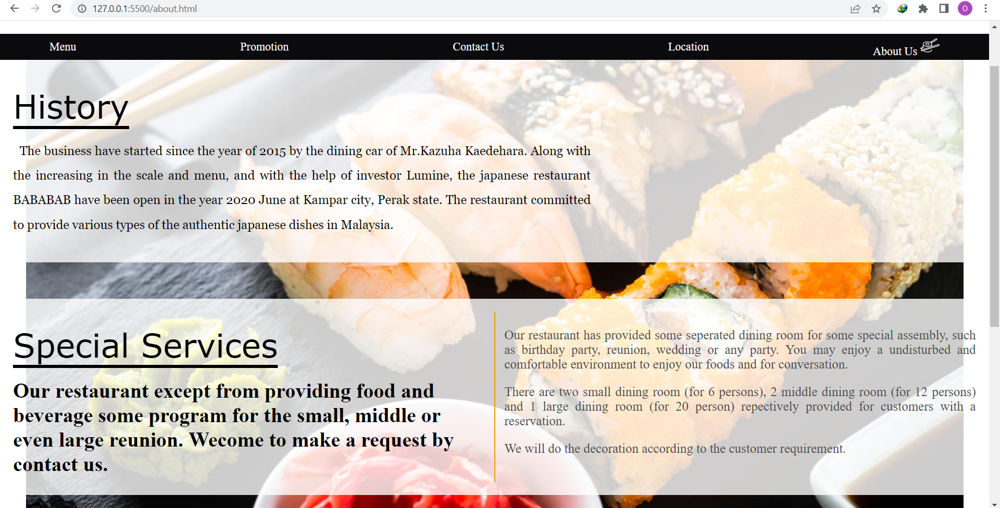 127.0.0.1:5500/about.html
O
Menu Promotion Contact Us Location About Us
History
The business have started since the year of 2015 by the dining car of Mr.Kazuha Kaedehara. Along with
the increasing in the scale and menu, and with the help of investor Lumine, the japanese restaurant
BABABAB have been open in the year 2020 June at Kampar city, Perak state. The restaurant committed
to provide various types of the authentic japanese dishes in Malaysia.
Special Services
Our restaurant except from providing food and
beverage some program for the small, middle or
even large reunion. Wecome to make a request by
contact us.
Our restaurant has provided some seperated dining room for some special assembly, such
as birthday party, reunion, wedding or any party. You may enjoy a undisturbed and
comfortable environment to enjoy our foods and for conversation.
There are two small dining room (for 6 persons), 2 middle dining room (for 12 persons)
and 1 large dining room (for 20 person) repectively provided for customers with a
reservation.
We will do the decoration according to the customer requirement.